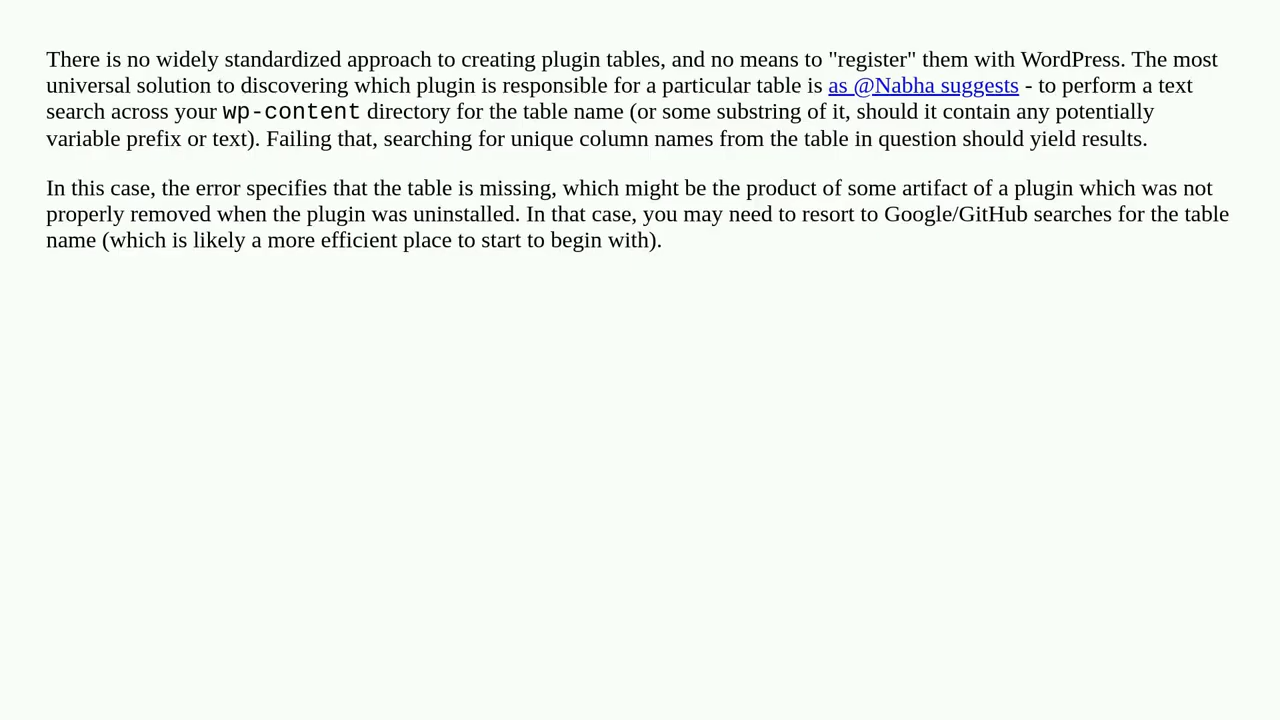 There is no widely standardized approach to creating plugin tables, and no means to "register" them with WordPress. The most
universal solution to discovering which plugin is responsible for a particular table is as @Nabha suggests - to perform a text
search across your wp-content directory for the table name (or some substring of it, should it contain any potentially
variable prefix or text). Failing that, searching for unique column names from the table in question should yield results.
In this case, the error specifies that the table is missing, which might be the product of some artifact of a plugin which was not
properly removed when the plugin was uninstalled. In that case, you may need to resort to Google/GitHub searches for the table
name (which is likely a more efficient place to start to begin with).